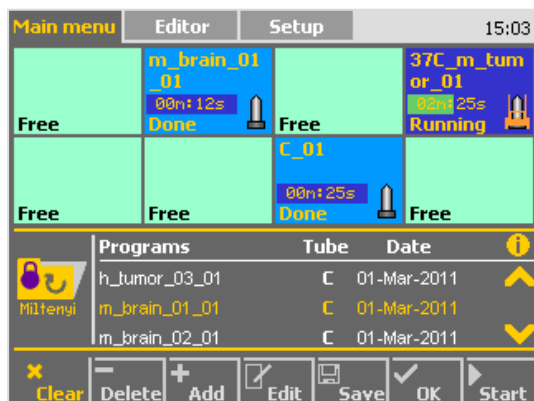 Main menu Editor Setup 15:03
m_brain_01
_01
00m:12s
Done
37C_m_tum
or_01
02m:25s
Running
Free
Free
C_01
00m:25s
Done
Free
Free
Free
Programs Tube Date
h_tumor_03_01 C 01-Mar-2011
m_brain_01_01 C 01-Mar-2011
m_brain_02_01 C 01-Mar-2011
Miltenyi
Clear Delete Add Edit Save OK Start